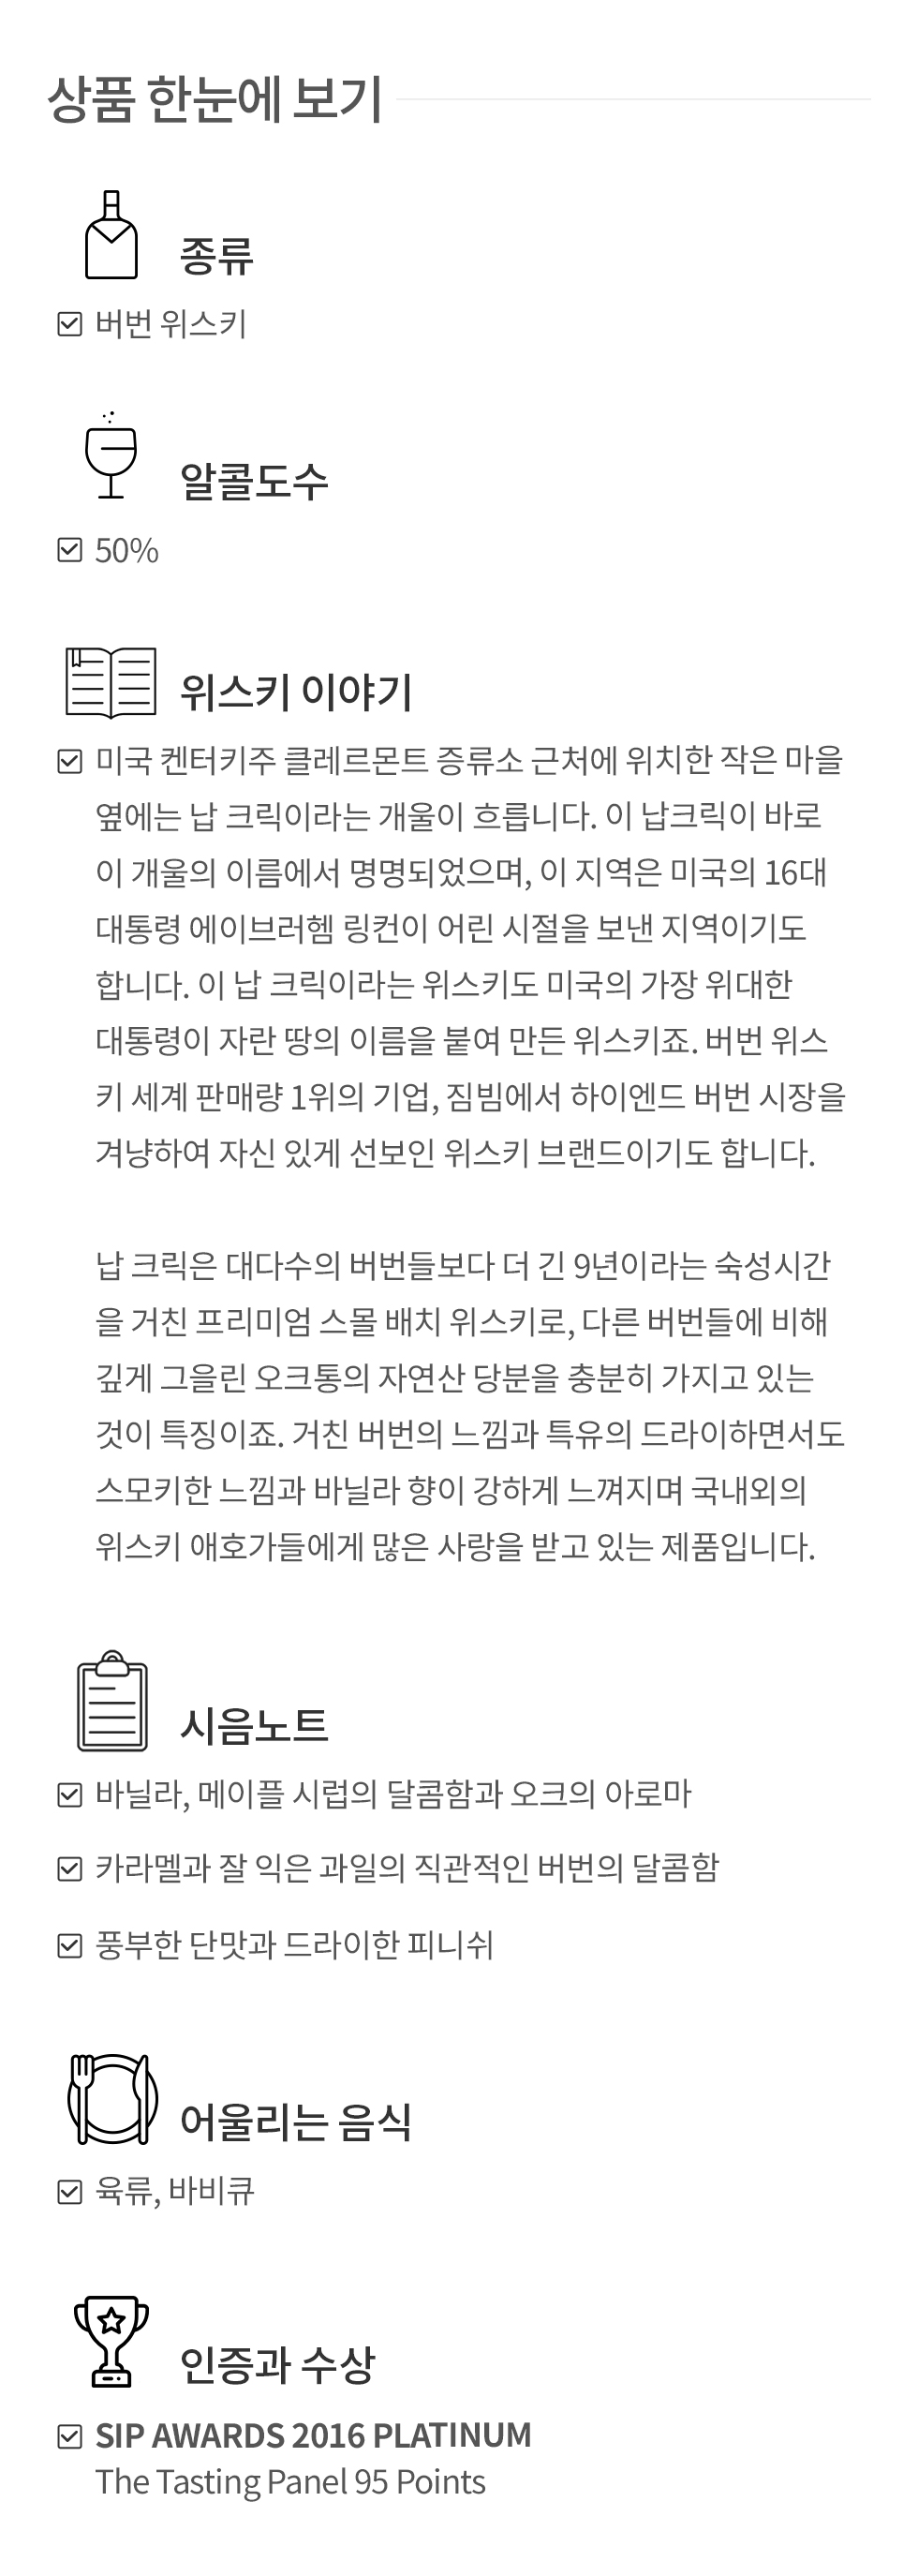 상품 한눈에 보기
종류
버번 위스키
알콜도수
50%
위스키 이야기
미국 켄터키주 클레르몬트 증류소 근처에 위치한 작은 마을
옆에는 납 크릭이라는 개울이 흐릅니다. 이 납크릭이 바로
이 개울의 이름에서 명명되었으며, 이 지역은 미국의 16대
대통령 에이브러헴 링컨이 어린 시절을 보낸 지역이기도
합니다. 이 납 크릭이라는 위스키도 미국의 가장 위대한
대통령이 자란 땅의 이름을 붙여 만든 위스키죠. 버번 위스
키 세계 판매량 1위의 기업, 짐빔에서 하이엔드 버번 시장을
겨냥하여 자신 있게 선보인 위스키 브랜드이기도 합니다.
납 크릭은 대다수의 버번들보다 더 긴 9년이라는 숙성시간
을 거친 프리미엄 스몰 배치 위스키로, 다른 버번들에 비해
깊게 그을린 오크통의 자연산 당분을 충분히 가지고 있는
것이 특징이죠. 거친 버번의 느낌과 특유의 드라이하면서도
스모키한 느낌과 바닐라 향이 강하게 느껴지며 국내외의
위스키 애호가들에게 많은 사랑을 받고 있는 제품입니다.
시음노트
바닐라, 메이플 시럽의 달콤함과 오크의 아로마
카라멜과 잘 익은 과일의 직관적인 버번의 달콤함
풍부한 단맛과 드라이한 피니쉬
어울리는 음식
육류, 바비큐
인증과 수상
SIP AWARDS 2016 PLATINUM
The Tasting Panel 95 Points